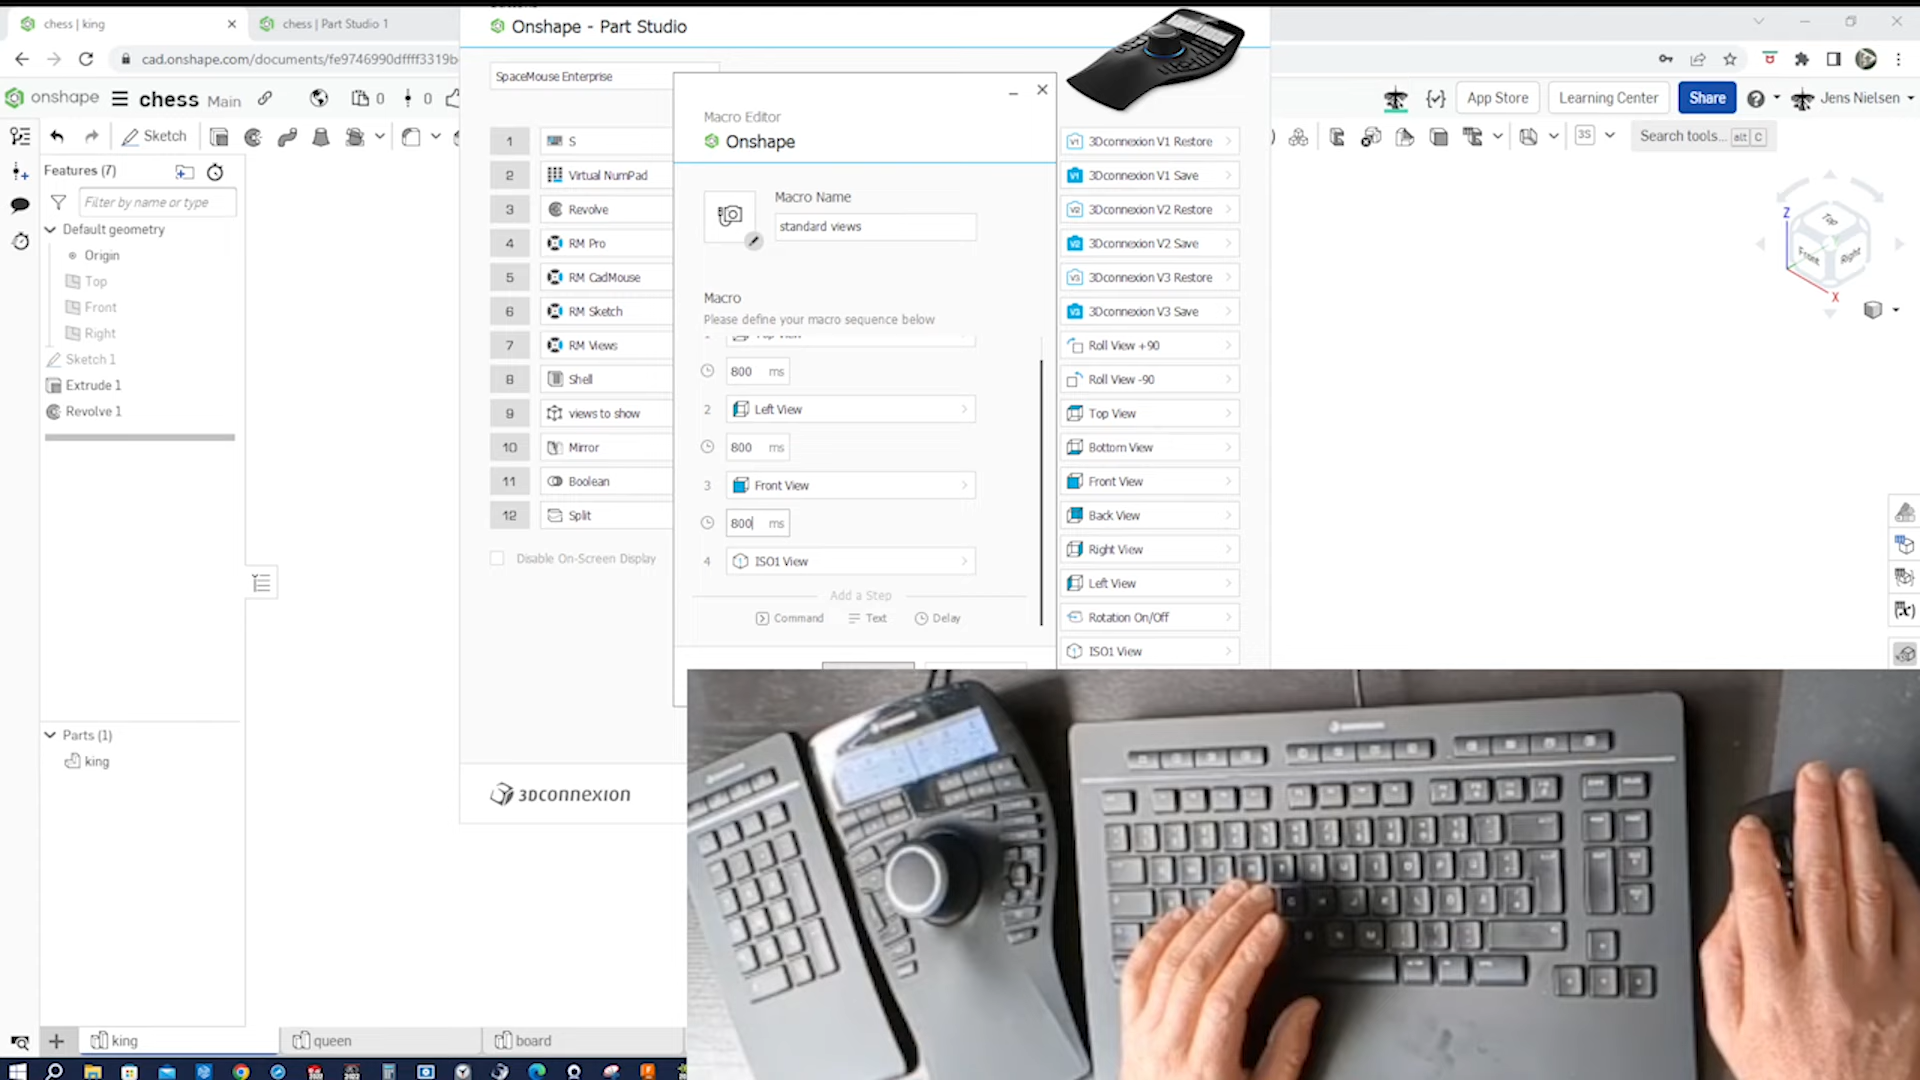 chess | king
chess | Part Studio 1
cad.onshape.com/documents/fe9746990dffff3319b
onshape
chess Main
0
0
App Store
Learning Center
Share
Jens Nielsen
Sketch
3S
Search tools... alt C
Features (7)
Filter by name or type
Default geometry
Origin
Top
Front
Right
Sketch 1
Extrude 1
Revolve 1
Parts (1)
king
king
queen
board
Onshape - Part Studio
SpaceMouse Enterprise
1 S
2 Virtual NumPad
3 Revolve
4 RM Pro
5 RM CadMouse
6 RM Sketch
7 RM Views
8 Shell
9 views to show
10 Mirror
11 Boolean
12 Split
Disable On-Screen Display
3Dconnexion
Macro Editor
Onshape
Macro Name
standard views
Macro
Please define your macro sequence below
800 ms
2 Left View
800 ms
3 Front View
800 ms
4 ISO1 View
Add a Step
Command Text Delay
3Dconnexion V1 Restore
3Dconnexion V1 Save
3Dconnexion V2 Restore
3Dconnexion V2 Save
3Dconnexion V3 Restore
3Dconnexion V3 Save
Roll View +90
Roll View -90
Top View
Bottom View
Front View
Back View
Right View
Left View
Rotation On/Off
ISO1 View
Z
Top
Front
Right
X
(x)